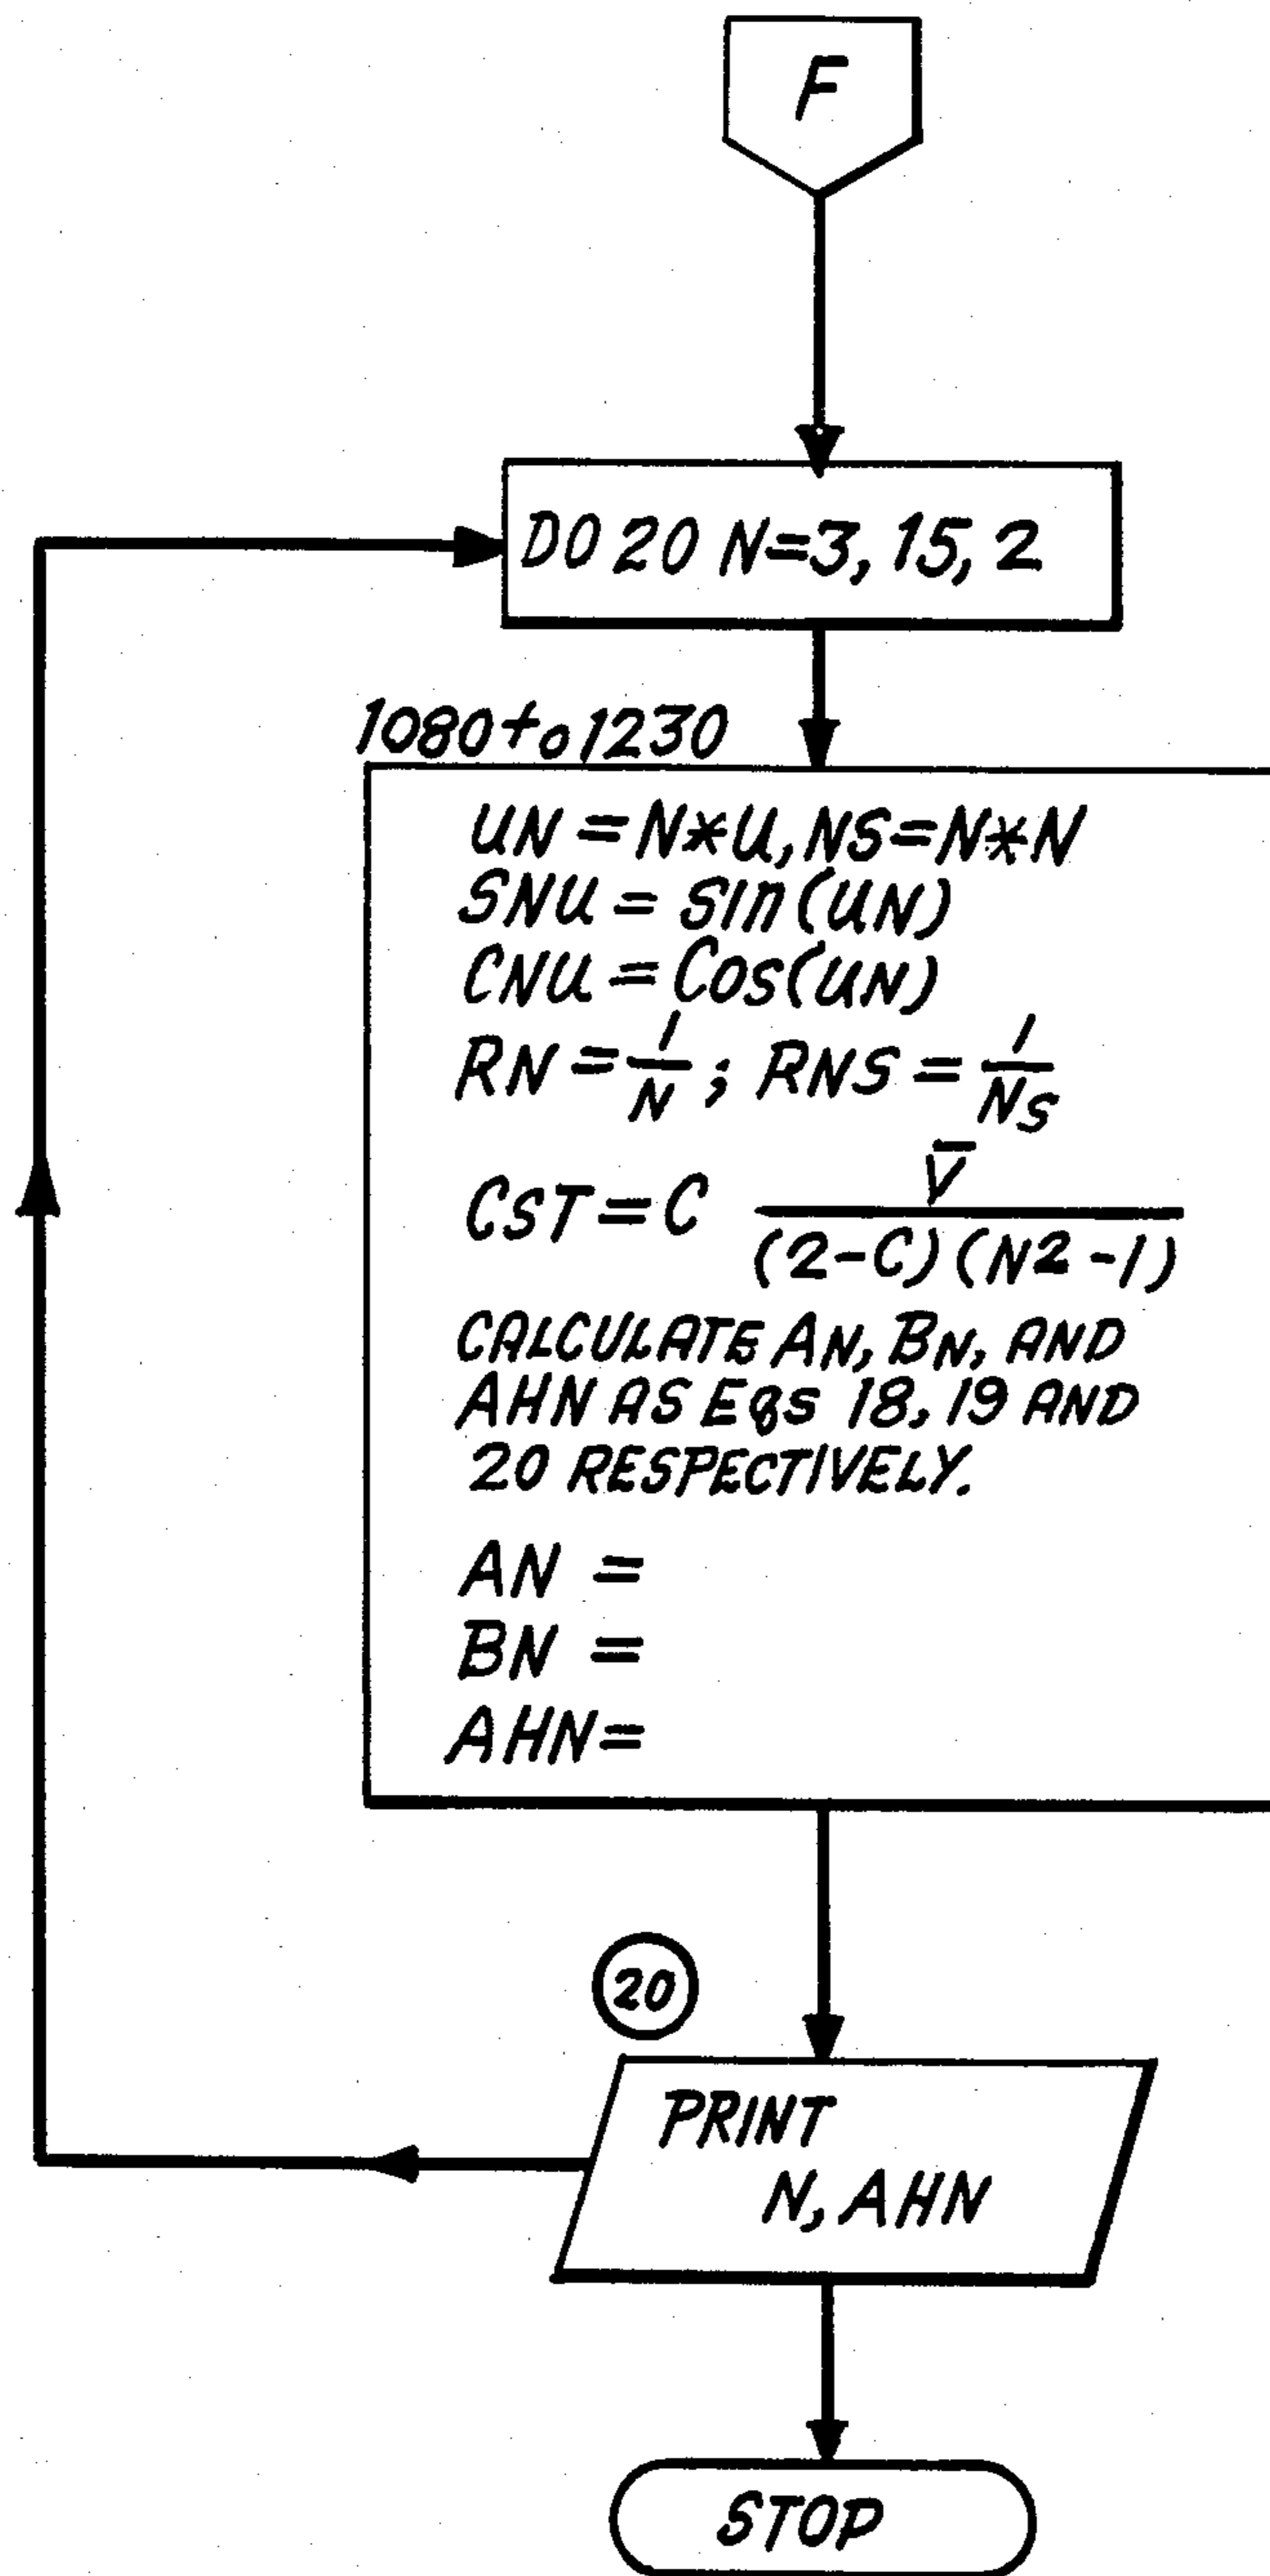 F
DO 20 N=3, 15, 2
1080 to 1230
UN = N*U, NS=N*N
SNU = Sin(UN)
CNU = Cos(UN)
RN = 1/N ; RNS = 1/NS
CST = C V̅/((2-C)(N2-1))
CALCULATE AN, BN, AND
AHN AS Eqs 18, 19 AND
20 RESPECTIVELY.
AN =
BN =
AHN=
20
PRINT
N, AHN
STOP